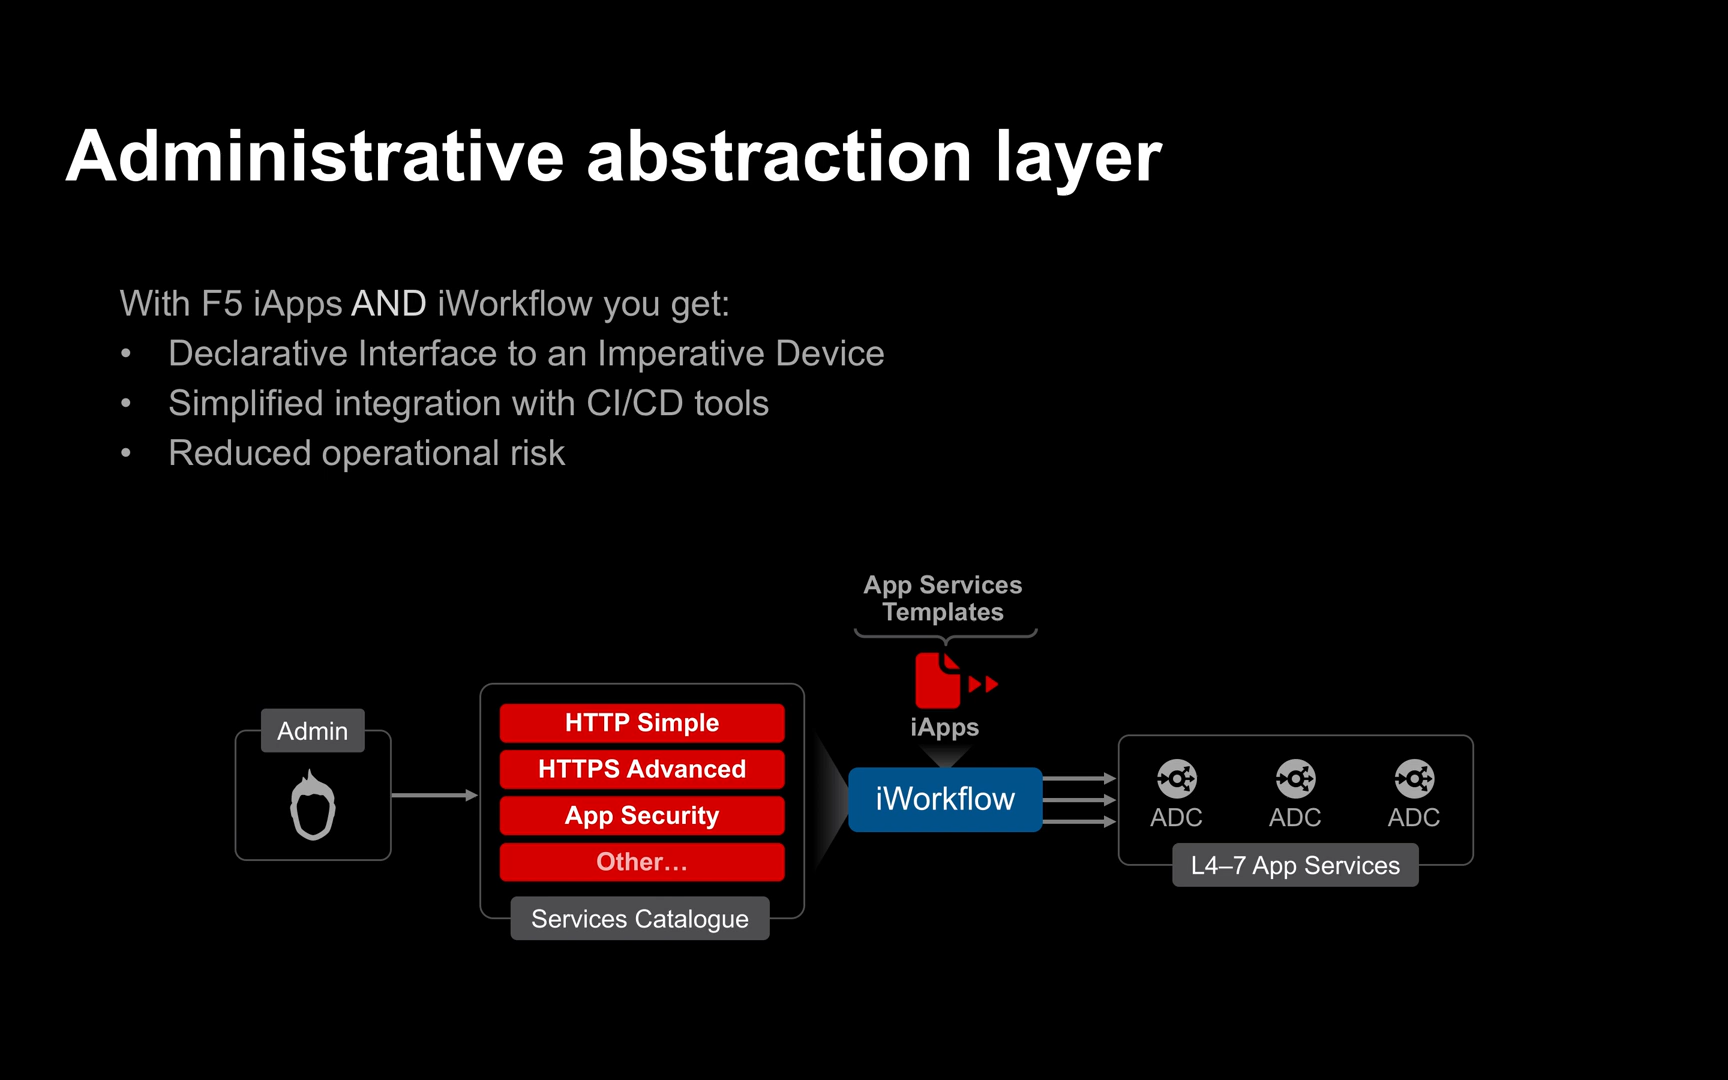 Administrative abstraction layer
With F5 iApps AND iWorkflow you get:
• Declarative Interface to an Imperative Device
• Simplified integration with CI/CD tools
• Reduced operational risk
App Services
Templates
iApps
Admin
HTTP Simple
HTTPS Advanced
App Security
Other…
Services Catalogue
iWorkflow
ADC
ADC
ADC
L4–7 App Services